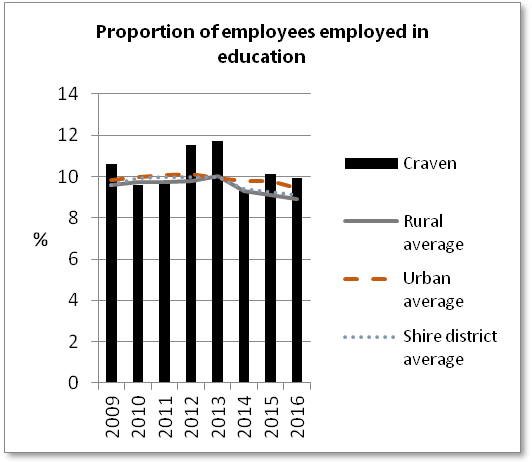 Proportion of employees employed in
education
14
12
10
8
6
4
2
0
%
2009
2010
2011
2012
2013
2014
2015
2016
Craven
Rural
average
Urban
average
Shire district
average